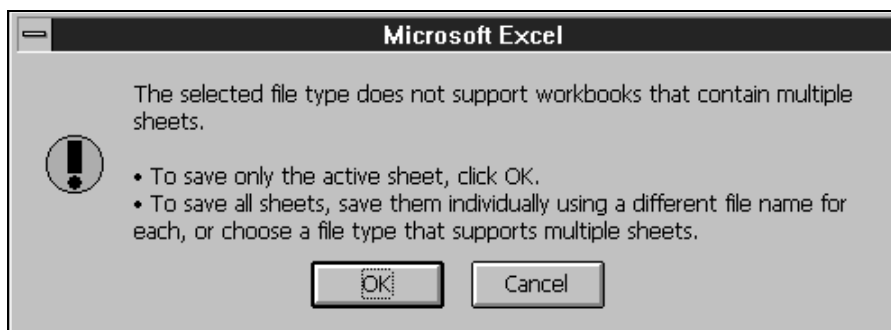 Microsoft Excel
The selected file type does not support workbooks that contain multiple
sheets.
• To save only the active sheet, click OK.
• To save all sheets, save them individually using a different file name for
each, or choose a file type that supports multiple sheets.
OK
Cancel